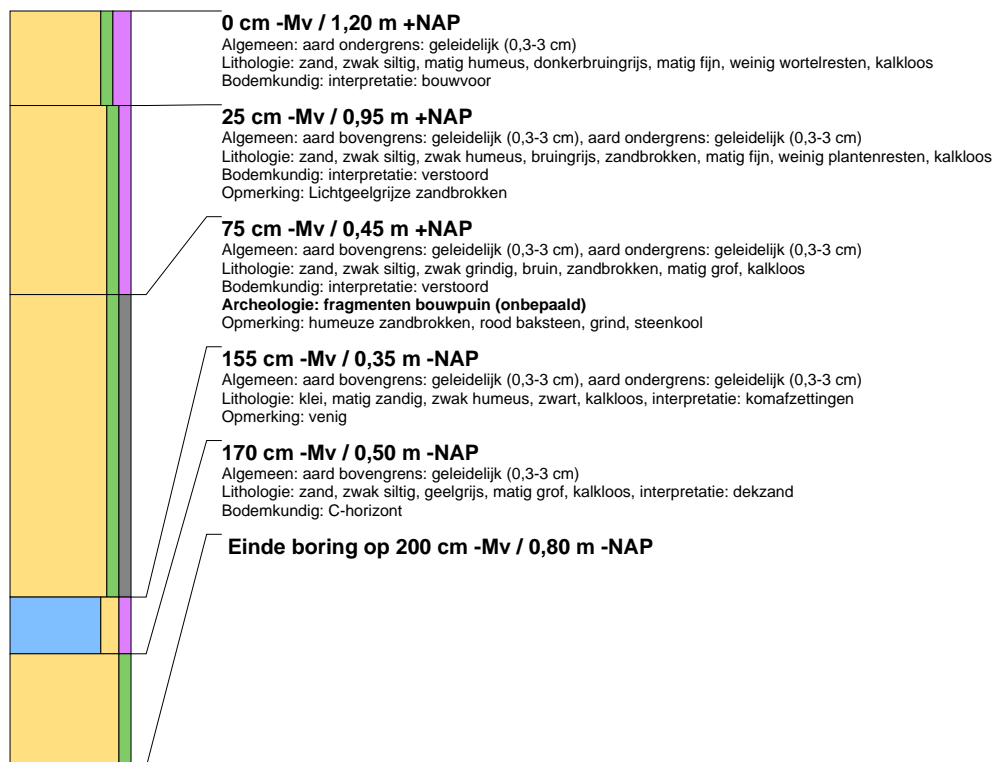 0 cm -Mv / 1,20 m +NAP
Algemeen: aard ondergrens: geleidelijk (0,3-3 cm)
Lithologie: zand, zwak siltig, matig humeus, donkerbruingrijs, matig fijn, weinig wortelresten, kalkloos
Bodemkundig: interpretatie: bouwvoor
25 cm -Mv / 0,95 m +NAP
Algemeen: aard bovengrens: geleidelijk (0,3-3 cm), aard ondergrens: geleidelijk (0,3-3 cm)
Lithologie: zand, zwak siltig, zwak humeus, bruingrijs, zandbrokken, matig fijn, weinig plantenresten, kalkloos
Bodemkundig: interpretatie: verstoord
Opmerking: Lichtgeelgrijze zandbrokken
75 cm -Mv / 0,45 m +NAP
Algemeen: aard bovengrens: geleidelijk (0,3-3 cm), aard ondergrens: geleidelijk (0,3-3 cm)
Lithologie: zand, zwak siltig, zwak grindig, bruin, zandbrokken, matig grof, kalkloos
Bodemkundig: interpretatie: verstoord
Archeologie: fragmenten bouwpuin (onbepaald)
Opmerking: humeuze zandbrokken, rood baksteen, grind, steenkool
155 cm -Mv / 0,35 m -NAP
Algemeen: aard bovengrens: geleidelijk (0,3-3 cm), aard ondergrens: geleidelijk (0,3-3 cm)
Lithologie: klei, matig zandig, zwak humeus, zwart, kalkloos, interpretatie: komafzettingen
Opmerking: venig
170 cm -Mv / 0,50 m -NAP
Algemeen: aard bovengrens: geleidelijk (0,3-3 cm)
Lithologie: zand, zwak siltig, geelgrijs, matig grof, kalkloos, interpretatie: dekzand
Bodemkundig: C-horizont
Einde boring op 200 cm -Mv / 0,80 m -NAP